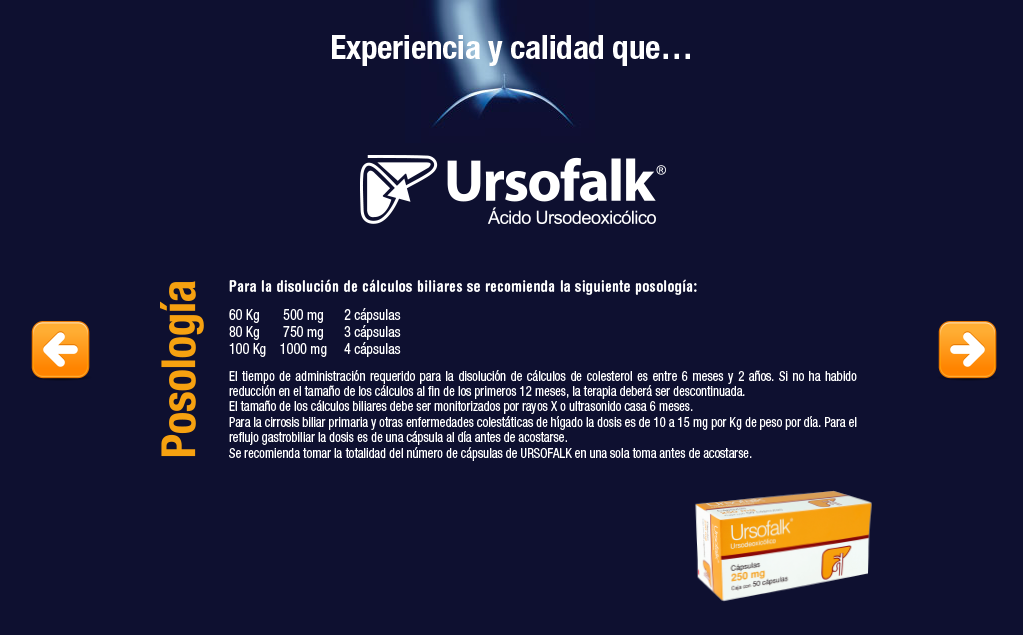 Experiencia y calidad que...
Ursofalk®
Ácido Ursodeoxicólico
Posología
Para la disolución de cálculos biliares se recomienda la siguiente posología:
60 Kg 500 mg 2 cápsulas
80 Kg 750 mg 3 cápsulas
100 Kg 1000 mg 4 cápsulas
El tiempo de administración requerido para la disolución de cálculos de colesterol es entre 6 meses y 2 años. Si no ha habido
reducción en el tamaño de los cálculos al fin de los primeros 12 meses, la terapia deberá ser descontinuada.
El tamaño de los cálculos biliares debe ser monitorizados por rayos X o ultrasonido casa 6 meses.
Para la cirrosis biliar primaria y otras enfermedades colestáticas de hígado la dosis es de 10 a 15 mg por Kg de peso por día. Para el
reflujo gastrobiliar la dosis es de una cápsula al día antes de acostarse.
Se recomienda tomar la totalidad del número de cápsulas de URSOFALK en una sola toma antes de acostarse.
Ursofalk®
Ursodeoxicólico
Cápsulas
250 mg
Caja con 50 cápsulas